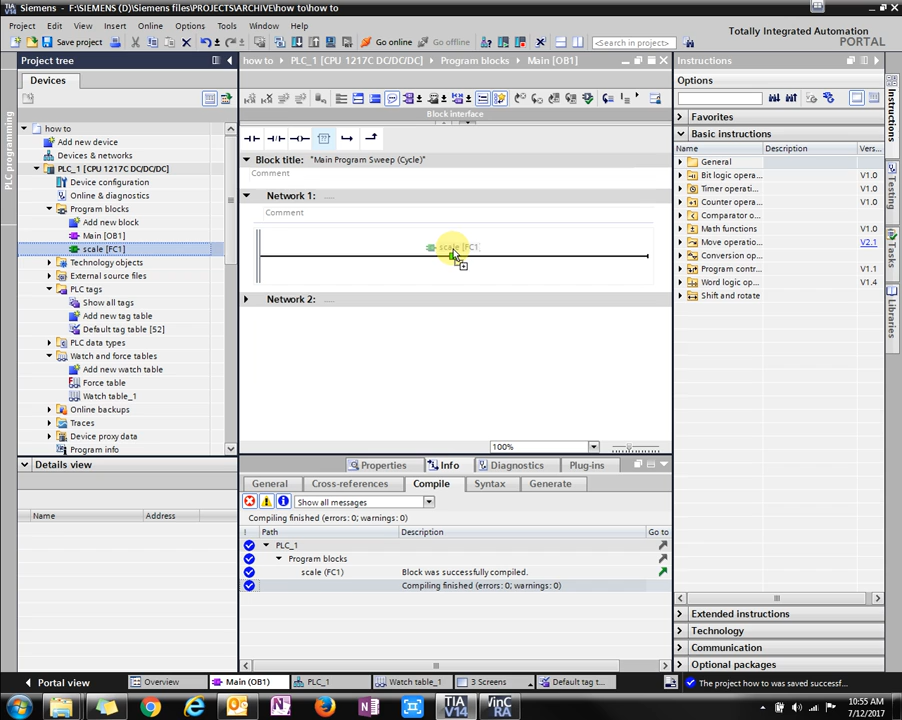 Siemens - F:\SIEMENS (D)\Siemens files\PROJECTS\ARCHIVE\how to\how to
Project Edit View Insert Online Options Tools Window Help
Save project Go online Go offline <Search in project>
Totally Integrated Automation
PORTAL
Project tree
how to PLC_1 [CPU 1217C DC/DC/DC] Program blocks Main [OB1]
Instructions
Devices
Options
Block interface
Favorites
Basic instructions
Name Description Vers...
Block title: "Main Program Sweep (Cycle)"
Comment
Network 1:
Comment
scale [FC1]
Network 2:
100%
how to
Add new device
Devices & networks
PLC_1 [CPU 1217C DC/DC/DC]
Device configuration
Online & diagnostics
Program blocks
Add new block
Main [OB1]
scale [FC1]
Technology objects
External source files
PLC tags
Show all tags
Add new tag table
Default tag table [52]
PLC data types
Watch and force tables
Add new watch table
Force table
Watch table_1
Online backups
Traces
Device proxy data
Program info
General
Bit logic opera... V1.0
Timer operati... V1.0
Counter opera... V1.0
Comparator o...
Math functions V1.0
Move operatio... V2.1
Conversion op...
Program contr... V1.1
Word logic op... V1.4
Shift and rotate
Extended instructions
Technology
Communication
Optional packages
PLC programming
Instructions
Testing
Tasks
Libraries
Details view
Name Address
Properties Info Diagnostics Plug-ins
General Cross-references Compile Syntax Generate
Show all messages
Compiling finished (errors: 0; warnings: 0)
! Path Description Go to
PLC_1
Program blocks
scale (FC1) Block was successfully compiled.
Compiling finished (errors: 0; warnings: 0)
Portal view Overview Main (OB1) PLC_1 Watch table_1 3 Screens Default tag t...
The project how to was saved successf...
TIA V14
VinC RA
10:55 AM
7/12/2017